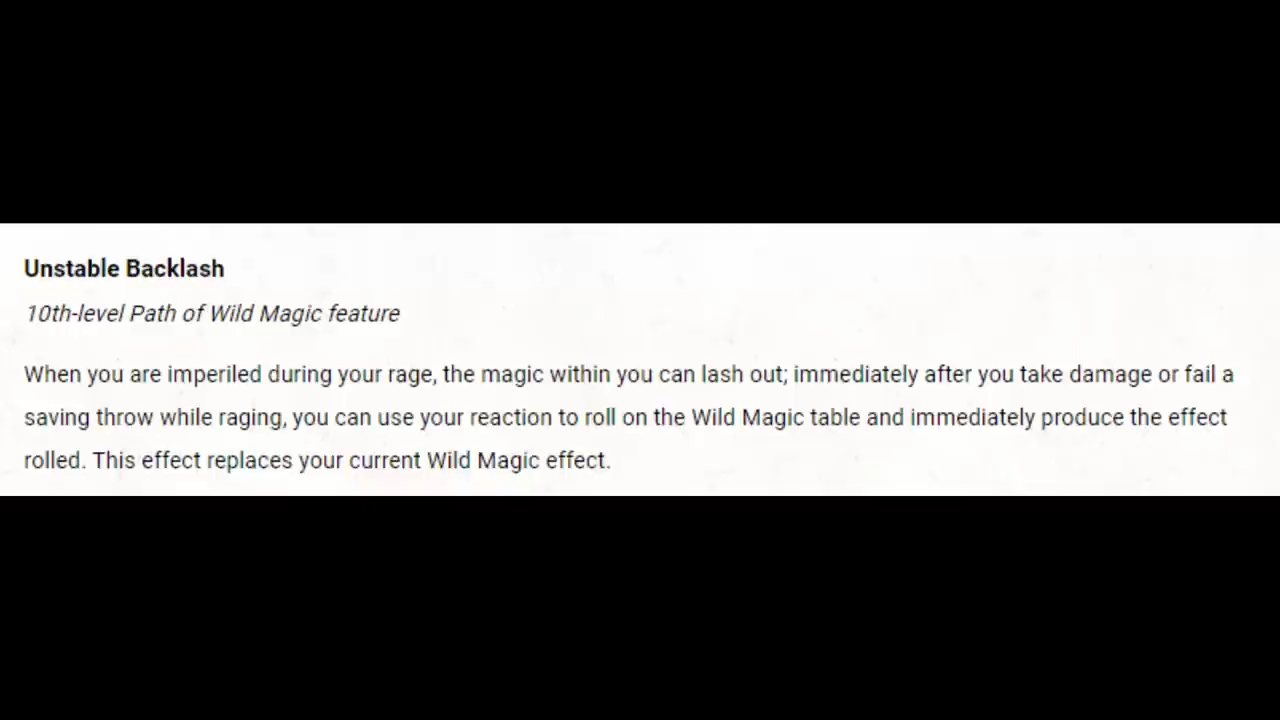 Unstable Backlash
10th-level Path of Wild Magic feature
When you are imperiled during your rage, the magic within you can lash out; immediately after you take damage or fail a
saving throw while raging, you can use your reaction to roll on the Wild Magic table and immediately produce the effect
rolled. This effect replaces your current Wild Magic effect.